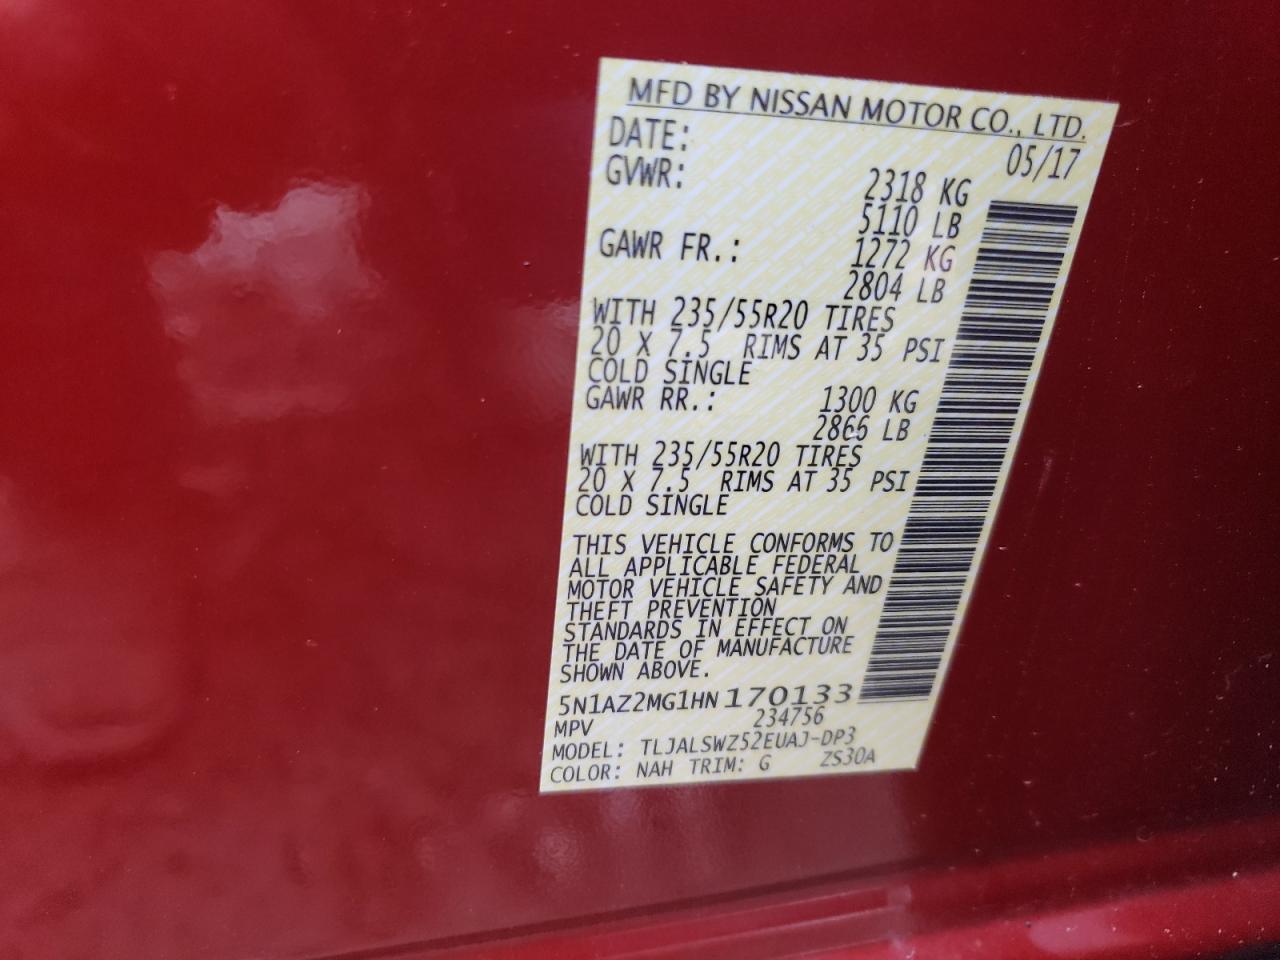 MFD BY NISSAN MOTOR CO., LTD.
DATE: 05/17
GVWR: 2318 KG
5110 LB
GAWR FR.: 1272 KG
2804 LB
WITH 235/55R20 TIRES
20 X 7.5 RIMS AT 35 PSI
COLD SINGLE
GAWR RR.: 1300 KG
2866 LB
WITH 235/55R20 TIRES
20 X 7.5 RIMS AT 35 PSI
COLD SINGLE
THIS VEHICLE CONFORMS TO
ALL APPLICABLE FEDERAL
MOTOR VEHICLE SAFETY AND
THEFT PREVENTION
STANDARDS IN EFFECT ON
THE DATE OF MANUFACTURE
SHOWN ABOVE.
5N1AZ2MG1HN170133
MPV 234756
MODEL: TLJALSWZ52EUAJ-DP3
COLOR: NAH TRIM: G ZS30A